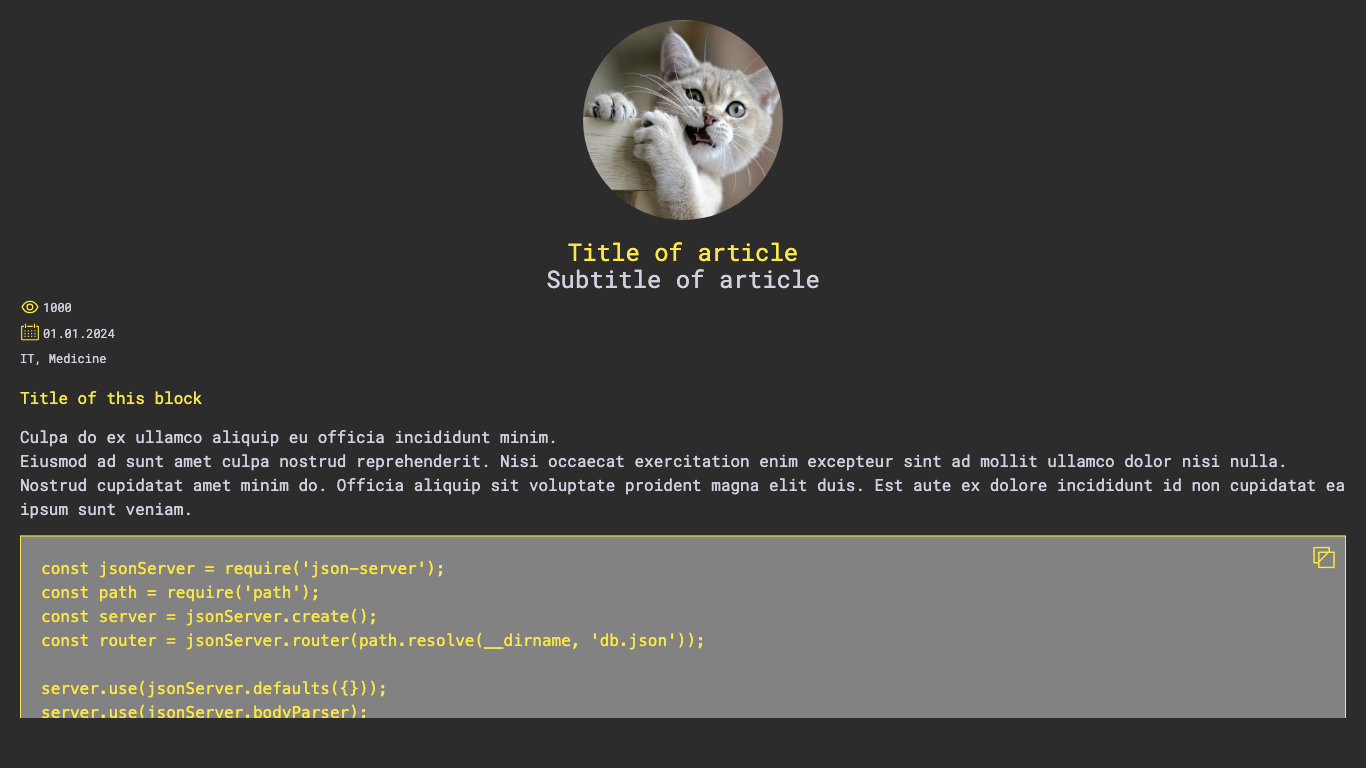 Title of article
Subtitle of article
1000
01.01.2024
IT, Medicine
Title of this block
Culpa do ex ullamco aliquip eu officia incididunt minim.
Eiusmod ad sunt amet culpa nostrud reprehenderit. Nisi occaecat exercitation enim excepteur sint ad mollit ullamco dolor nisi nulla.
Nostrud cupidatat amet minim do. Officia aliquip sit voluptate proident magna elit duis. Est aute ex dolore incididunt id non cupidatat ea
ipsum sunt veniam.
const jsonServer = require('json-server');
const path = require('path');
const server = jsonServer.create();
const router = jsonServer.router(path.resolve(__dirname, 'db.json'));
server.use(jsonServer.defaults({}));
server.use(jsonServer.bodyParser);